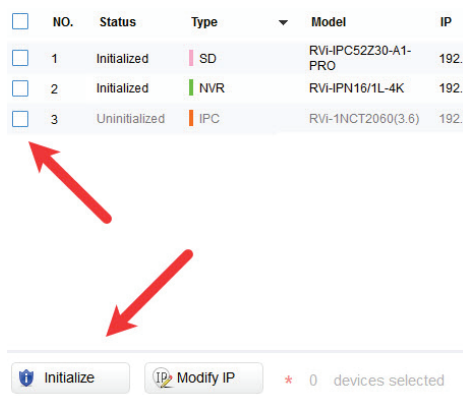 NO. Status Type Model IP
1 Initialized SD RVi-IPC52Z30-A1-PRO 192.
2 Initialized NVR RVi-IPN16/1L-4K 192.
3 Uninitialized IPC RVi-1NCT2060(3.6) 192.
Initialize IP Modify IP * 0 devices selected